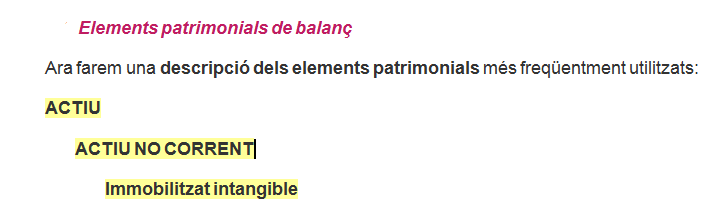 Elements patrimonials de balanç
Ara farem una descripció dels elements patrimonials més freqüentment utilitzats:
ACTIU
ACTIU NO CORRENT
Immobilitzat intangible